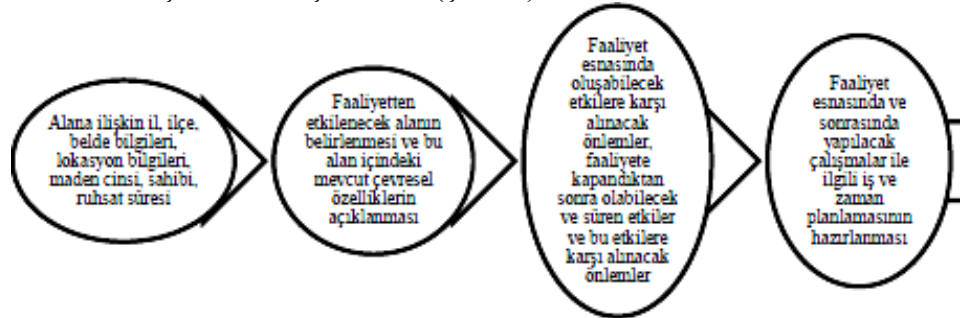 Alana ilişkin il, ilçe,
belde bilgileri,
lokasyon bilgileri,
maden cinsi, sahibi,
ruhsat süresi
Faaliyetten
etkilenecek alanın
belirlenmesi ve bu
alan içindeki
mevcut çevresel
özelliklerin
açıklanması
Faaliyet
esnasında
oluşabilecek
etkilere karşı
alınacak
önlemler,
faaliyete
kapandıktan
sonra olabilecek
ve süren etkiler
ve bu etkilere
karşı alınacak
önlemler
Faaliyet
esnasında ve
sonrasında
yapılacak
çalışmalar ile
ilgili iş ve
zaman
planlamasının
hazırlanması